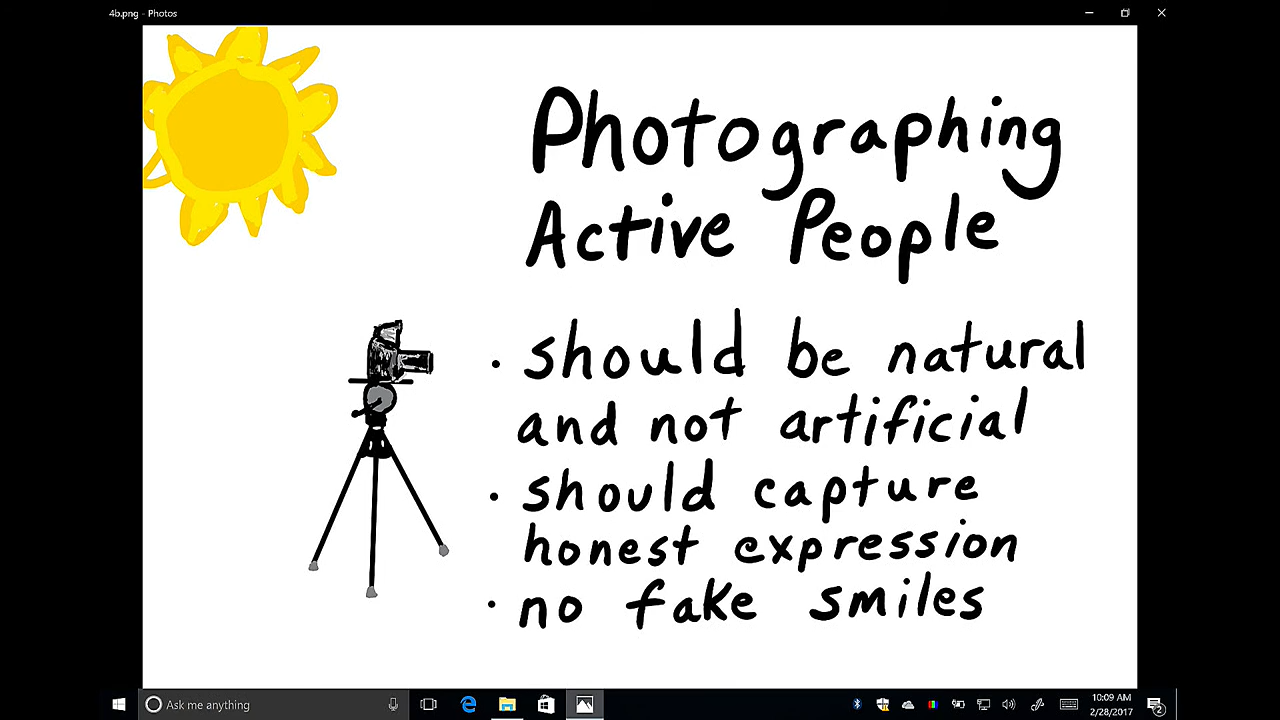 4b.png - Photos
Photographing
Active People
· should be natural
and not artificial
· should capture
honest expression
· no fake smiles
Ask me anything
10:09 AM
2/28/2017
2